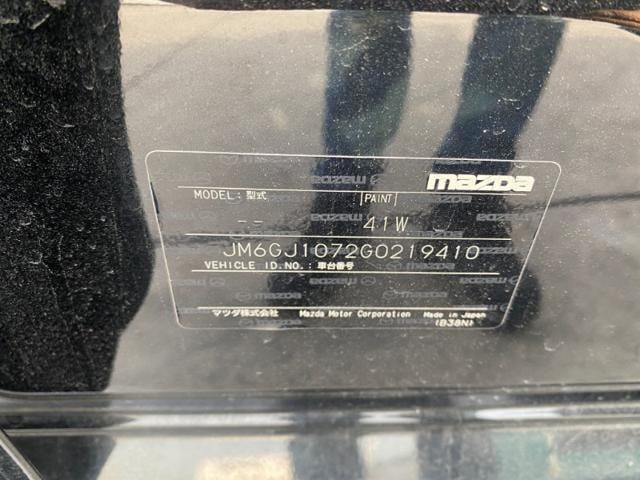 mazda
MODEL: 型式 PAINT
-- 41W
JM6GJ1072G0219410
VEHICLE ID.NO.: 車台番号
マツダ株式会社 Mazda Motor Corporation Made in Japan
(B38N)